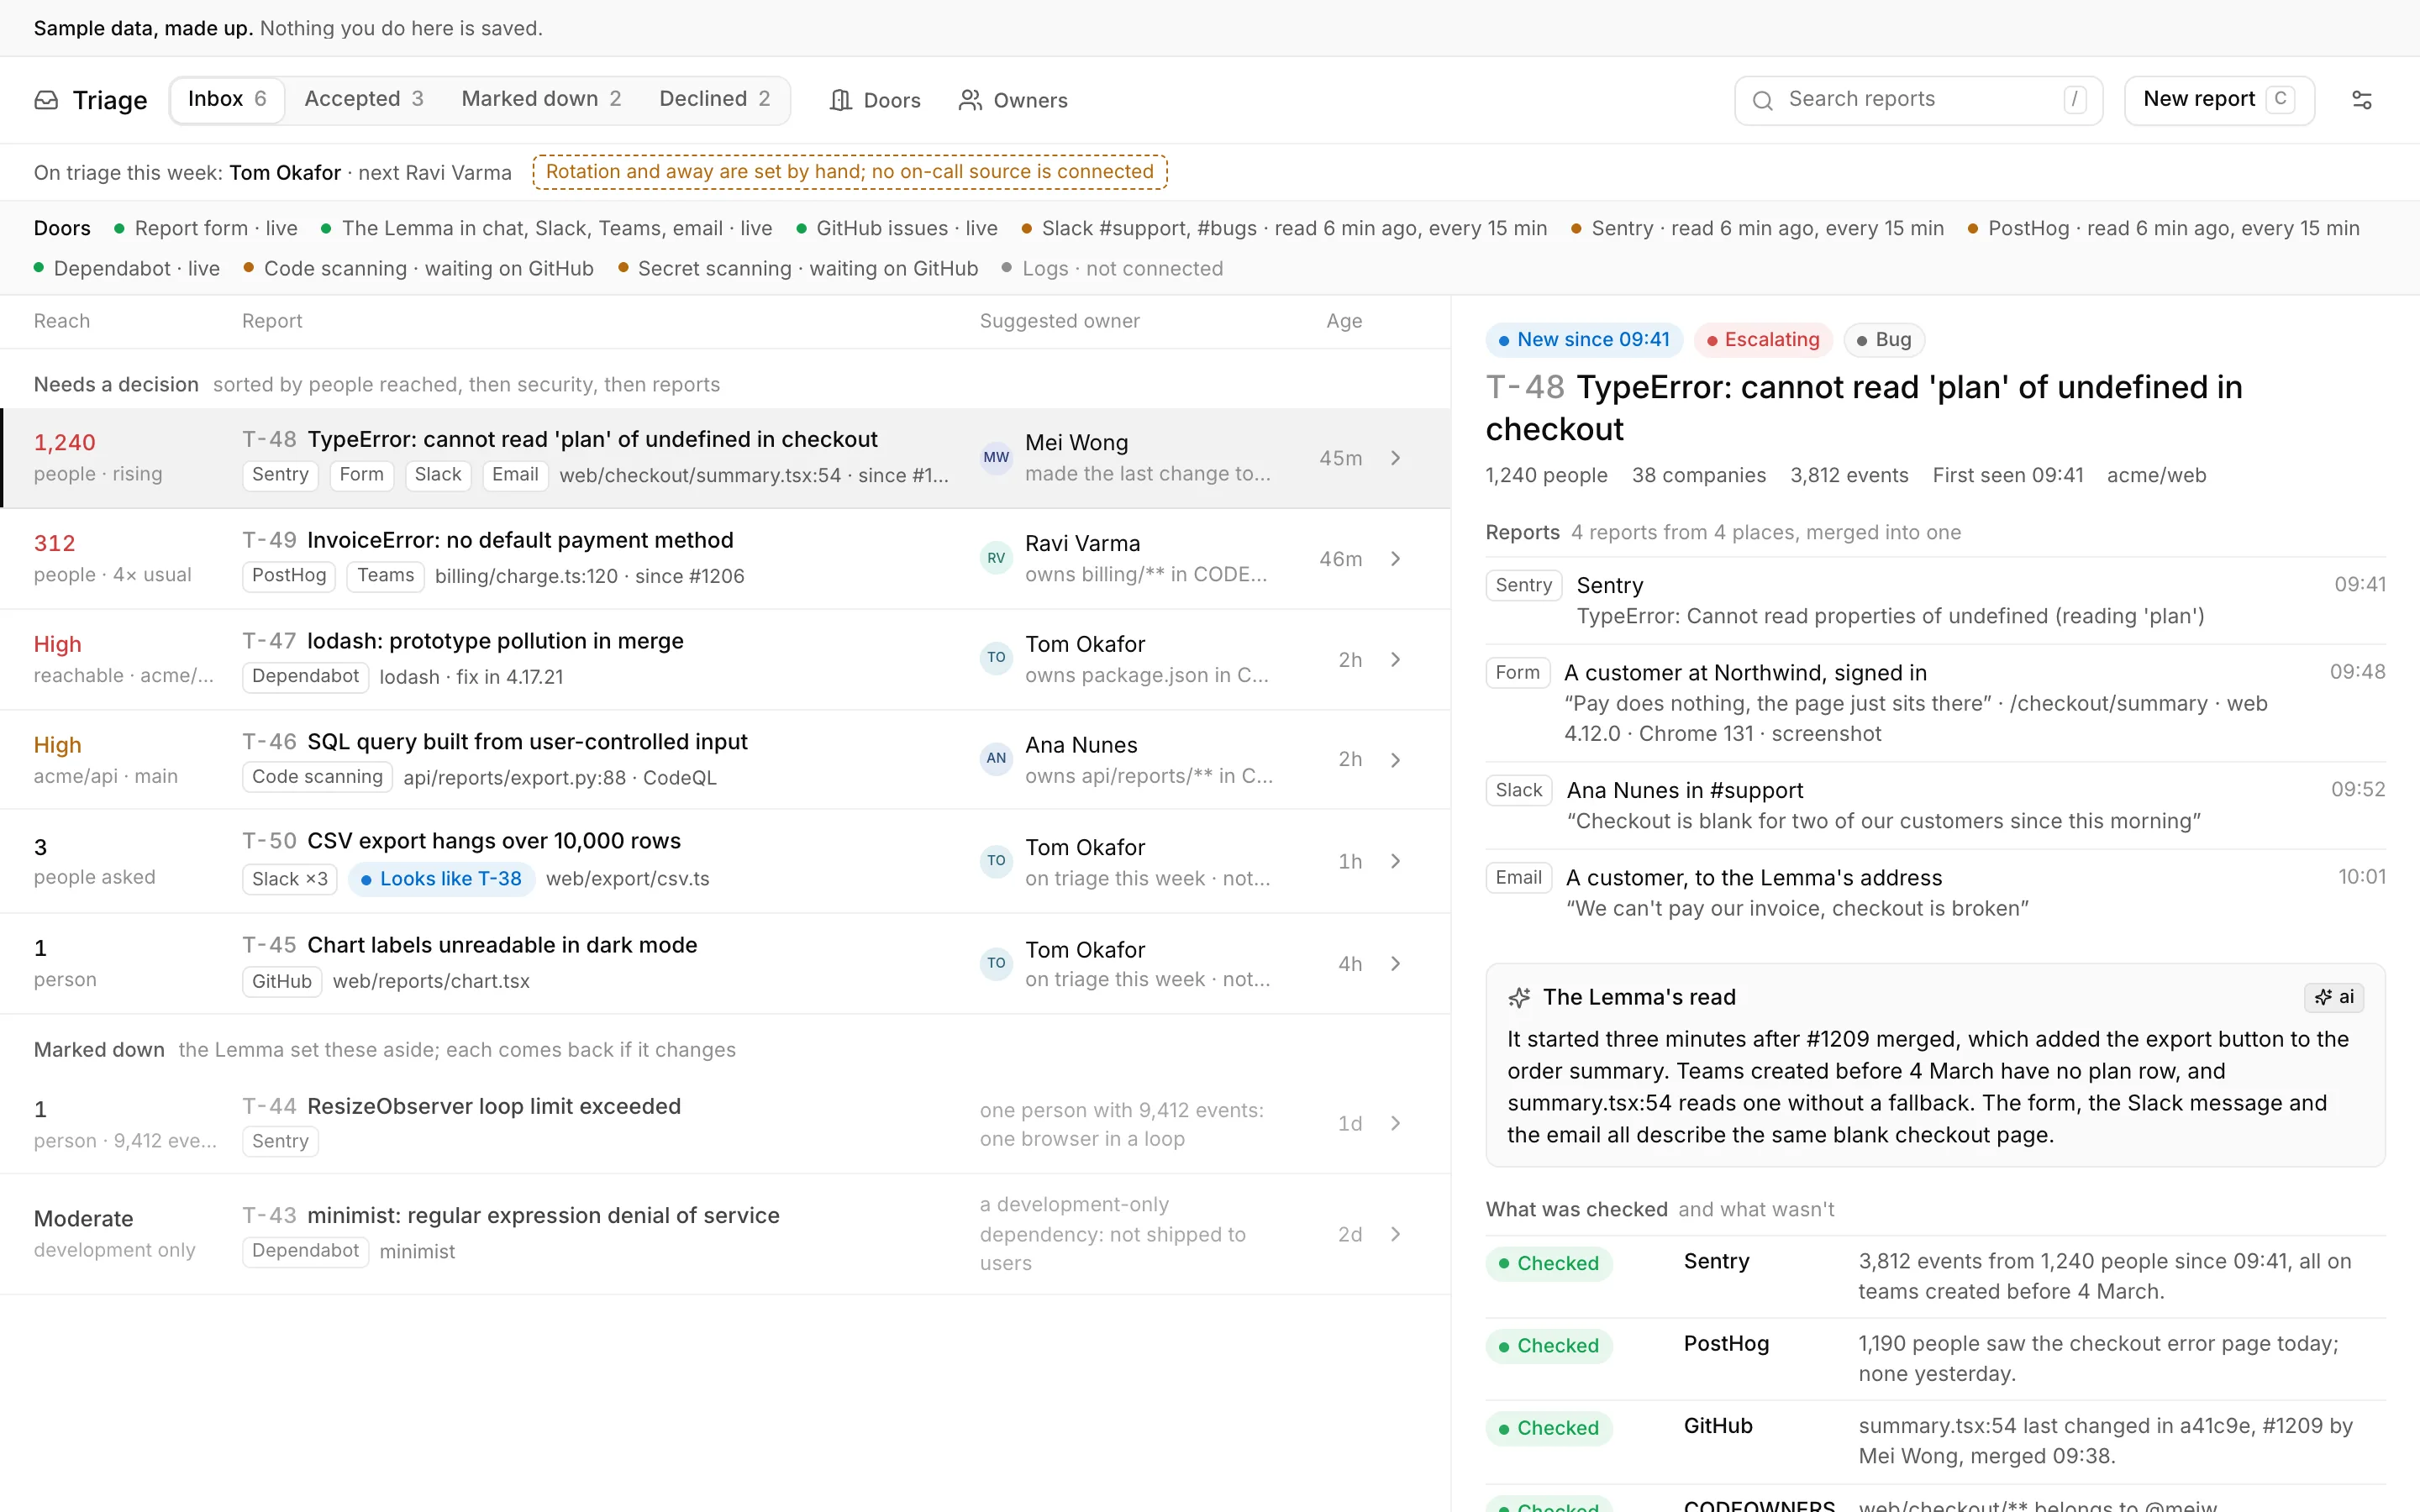 Sample data, made up. Nothing you do here is saved.
Triage
Inbox 6
Accepted 3
Marked down 2
Declined 2
Doors
Owners
Search reports /
New report C
On triage this week: Tom Okafor · next Ravi Varma
Rotation and away are set by hand; no on-call source is connected
Doors
Report form · live
The Lemma in chat, Slack, Teams, email · live
GitHub issues · live
Slack #support, #bugs · read 6 min ago, every 15 min
Sentry · read 6 min ago, every 15 min
PostHog · read 6 min ago, every 15 min
Dependabot · live
Code scanning · waiting on GitHub
Secret scanning · waiting on GitHub
Logs · not connected
Reach
Report
Suggested owner
Age
Needs a decision sorted by people reached, then security, then reports
1,240
people · rising
T-48 TypeError: cannot read 'plan' of undefined in checkout
Sentry Form Slack Email web/checkout/summary.tsx:54 · since #1...
MW
Mei Wong
made the last change to...
45m
312
people · 4× usual
T-49 InvoiceError: no default payment method
PostHog Teams billing/charge.ts:120 · since #1206
RV
Ravi Varma
owns billing/** in CODE...
46m
High
reachable · acme/...
T-47 lodash: prototype pollution in merge
Dependabot lodash · fix in 4.17.21
TO
Tom Okafor
owns package.json in C...
2h
High
acme/api · main
T-46 SQL query built from user-controlled input
Code scanning api/reports/export.py:88 · CodeQL
AN
Ana Nunes
owns api/reports/** in C...
2h
3
people asked
T-50 CSV export hangs over 10,000 rows
Slack ×3 Looks like T-38 web/export/csv.ts
TO
Tom Okafor
on triage this week · not...
1h
1
person
T-45 Chart labels unreadable in dark mode
GitHub web/reports/chart.tsx
TO
Tom Okafor
on triage this week · not...
4h
Marked down the Lemma set these aside; each comes back if it changes
1
person · 9,412 eve...
T-44 ResizeObserver loop limit exceeded
Sentry
one person with 9,412 events:
one browser in a loop
1d
Moderate
development only
T-43 minimist: regular expression denial of service
Dependabot minimist
a development-only
dependency: not shipped to
users
2d
New since 09:41
Escalating
Bug
T-48 TypeError: cannot read 'plan' of undefined in
checkout
1,240 people 38 companies 3,812 events First seen 09:41 acme/web
Reports 4 reports from 4 places, merged into one
Sentry Sentry 09:41
TypeError: Cannot read properties of undefined (reading 'plan')
Form A customer at Northwind, signed in 09:48
“Pay does nothing, the page just sits there” · /checkout/summary · web
4.12.0 · Chrome 131 · screenshot
Slack Ana Nunes in #support 09:52
“Checkout is blank for two of our customers since this morning”
Email A customer, to the Lemma's address 10:01
“We can't pay our invoice, checkout is broken”
The Lemma's read ai
It started three minutes after #1209 merged, which added the export button to the
order summary. Teams created before 4 March have no plan row, and
summary.tsx:54 reads one without a fallback. The form, the Slack message and
the email all describe the same blank checkout page.
What was checked and what wasn't
Checked Sentry 3,812 events from 1,240 people since 09:41, all on
teams created before 4 March.
Checked PostHog 1,190 people saw the checkout error page today;
none yesterday.
Checked GitHub summary.tsx:54 last changed in a41c9e, #1209 by
Mei Wong, merged 09:38.
Checked CODEOWNERS web/checkout/** belongs to @meiw